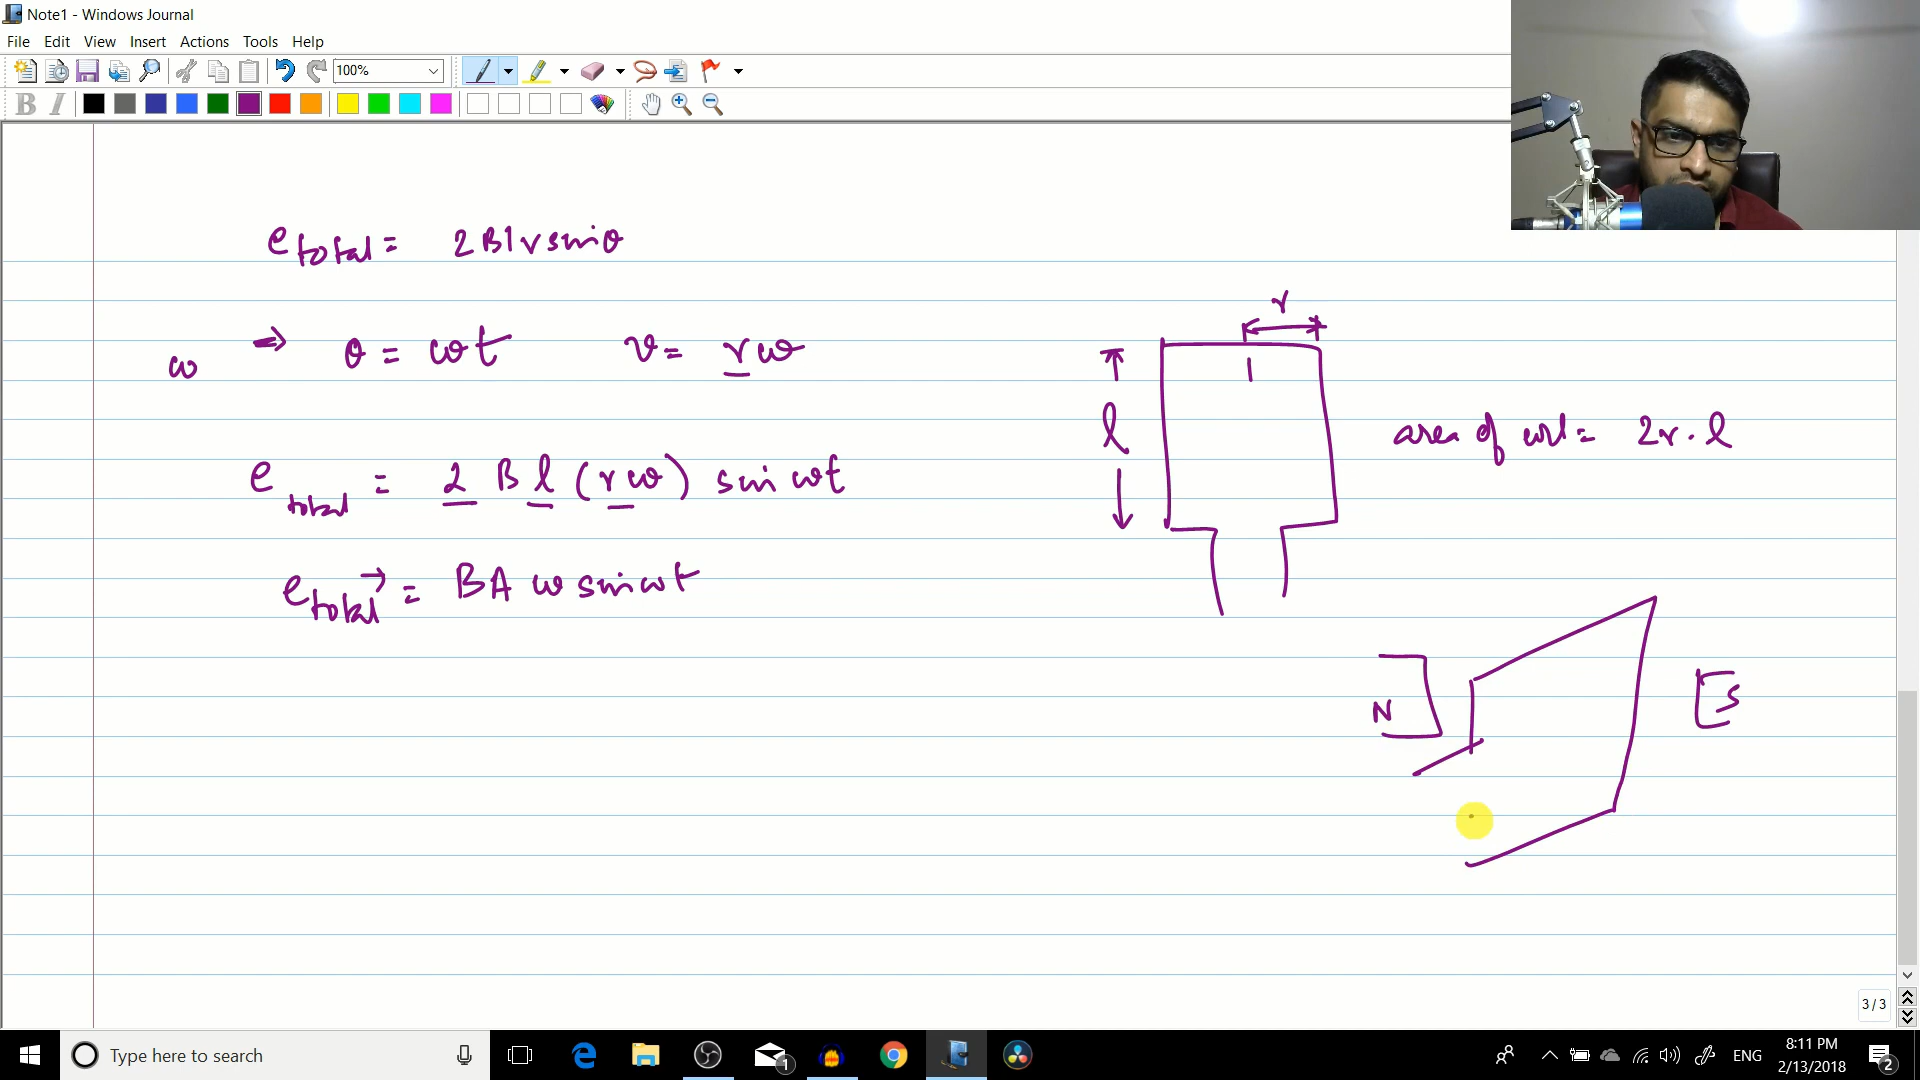 Note1 - Windows Journal
File Edit View Insert Actions Tools Help
100%
B I
e total = 2Blvsinθ
ω ⇒ θ = ωt v = rω
e total = 2 B l (rω) sin ωt
e total = BA ω sinωt
r
l
area of coil = 2r . l
N
S
3 / 3
Type here to search
1
ENG
8:11 PM
2/13/2018
2